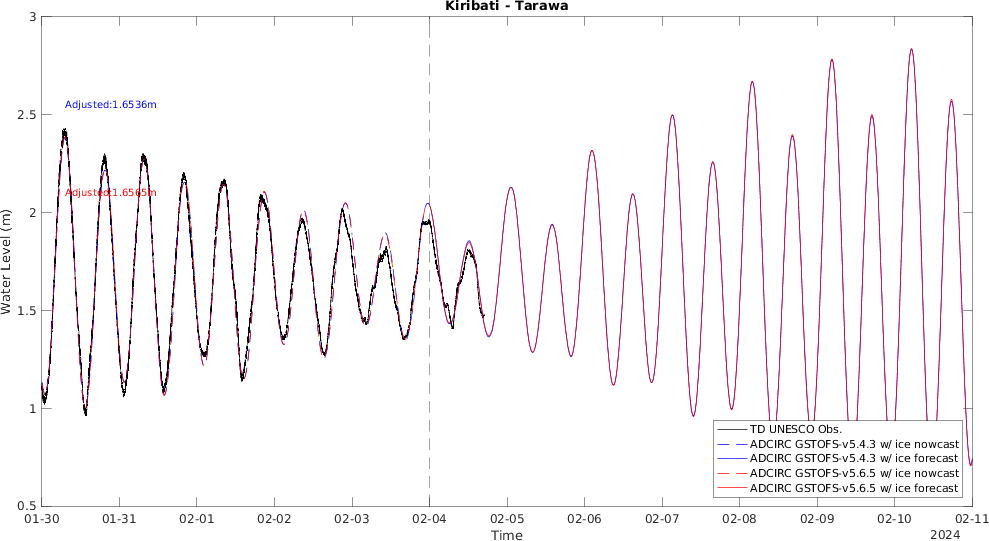 Kiribati - Tarawa
Water Level (m)
3
2.5
2
1.5
1
0.5
Adjusted:1.6536m
Adjusted:1.6565m
TD UNESCO Obs.
ADCIRC GSTOFS-v5.4.3 w/ ice nowcast
ADCIRC GSTOFS-v5.4.3 w/ ice forecast
ADCIRC GSTOFS-v5.6.5 w/ ice nowcast
ADCIRC GSTOFS-v5.6.5 w/ ice forecast
01-30 01-31 02-01 02-02 02-03 02-04 02-05 02-06 02-07 02-08 02-09 02-10 02-11
Time
2024